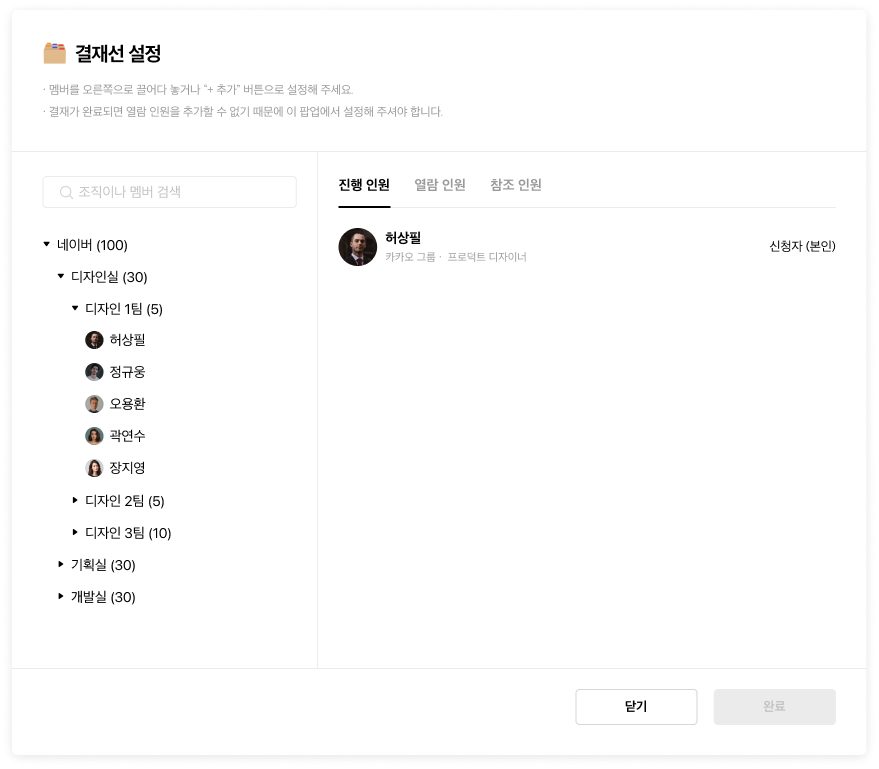 결재선 설정
· 멤버를 오른쪽으로 끌어다 놓거나 “+ 추가” 버튼으로 설정해 주세요.
· 결재가 완료되면 열람 인원을 추가할 수 없기 때문에 이 팝업에서 설정해 주셔야 합니다.
조직이나 멤버 검색
네이버 (100)
디자인실 (30)
디자인 1팀 (5)
허상필
정규웅
오용환
곽연수
장지영
디자인 2팀 (5)
디자인 3팀 (10)
기획실 (30)
개발실 (30)
진행 인원 열람 인원 참조 인원
허상필
카카오 그룹 · 프로덕트 디자이너
신청자 (본인)
닫기 완료